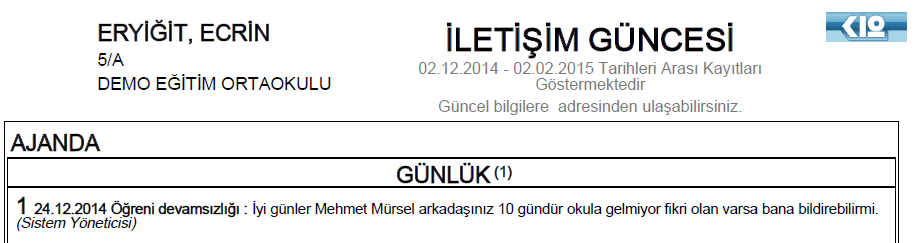 ERYİĞİT, ECRİN
5/A
DEMO EĞİTİM ORTAOKULU
İLETİŞİM GÜNCESİ
02.12.2014 - 02.02.2015 Tarihleri Arası Kayıtları
Göstermektedir
Güncel bilgilere adresinden ulaşabilirsiniz.
K12
AJANDA
GÜNLÜK (1)
1 24.12.2014 Öğreni devamsızlığı : İyi günler Mehmet Mürsel arkadaşınız 10 gündür okula gelmiyor fikri olan varsa bana bildirebilirmi.
(Sistem Yöneticisi)